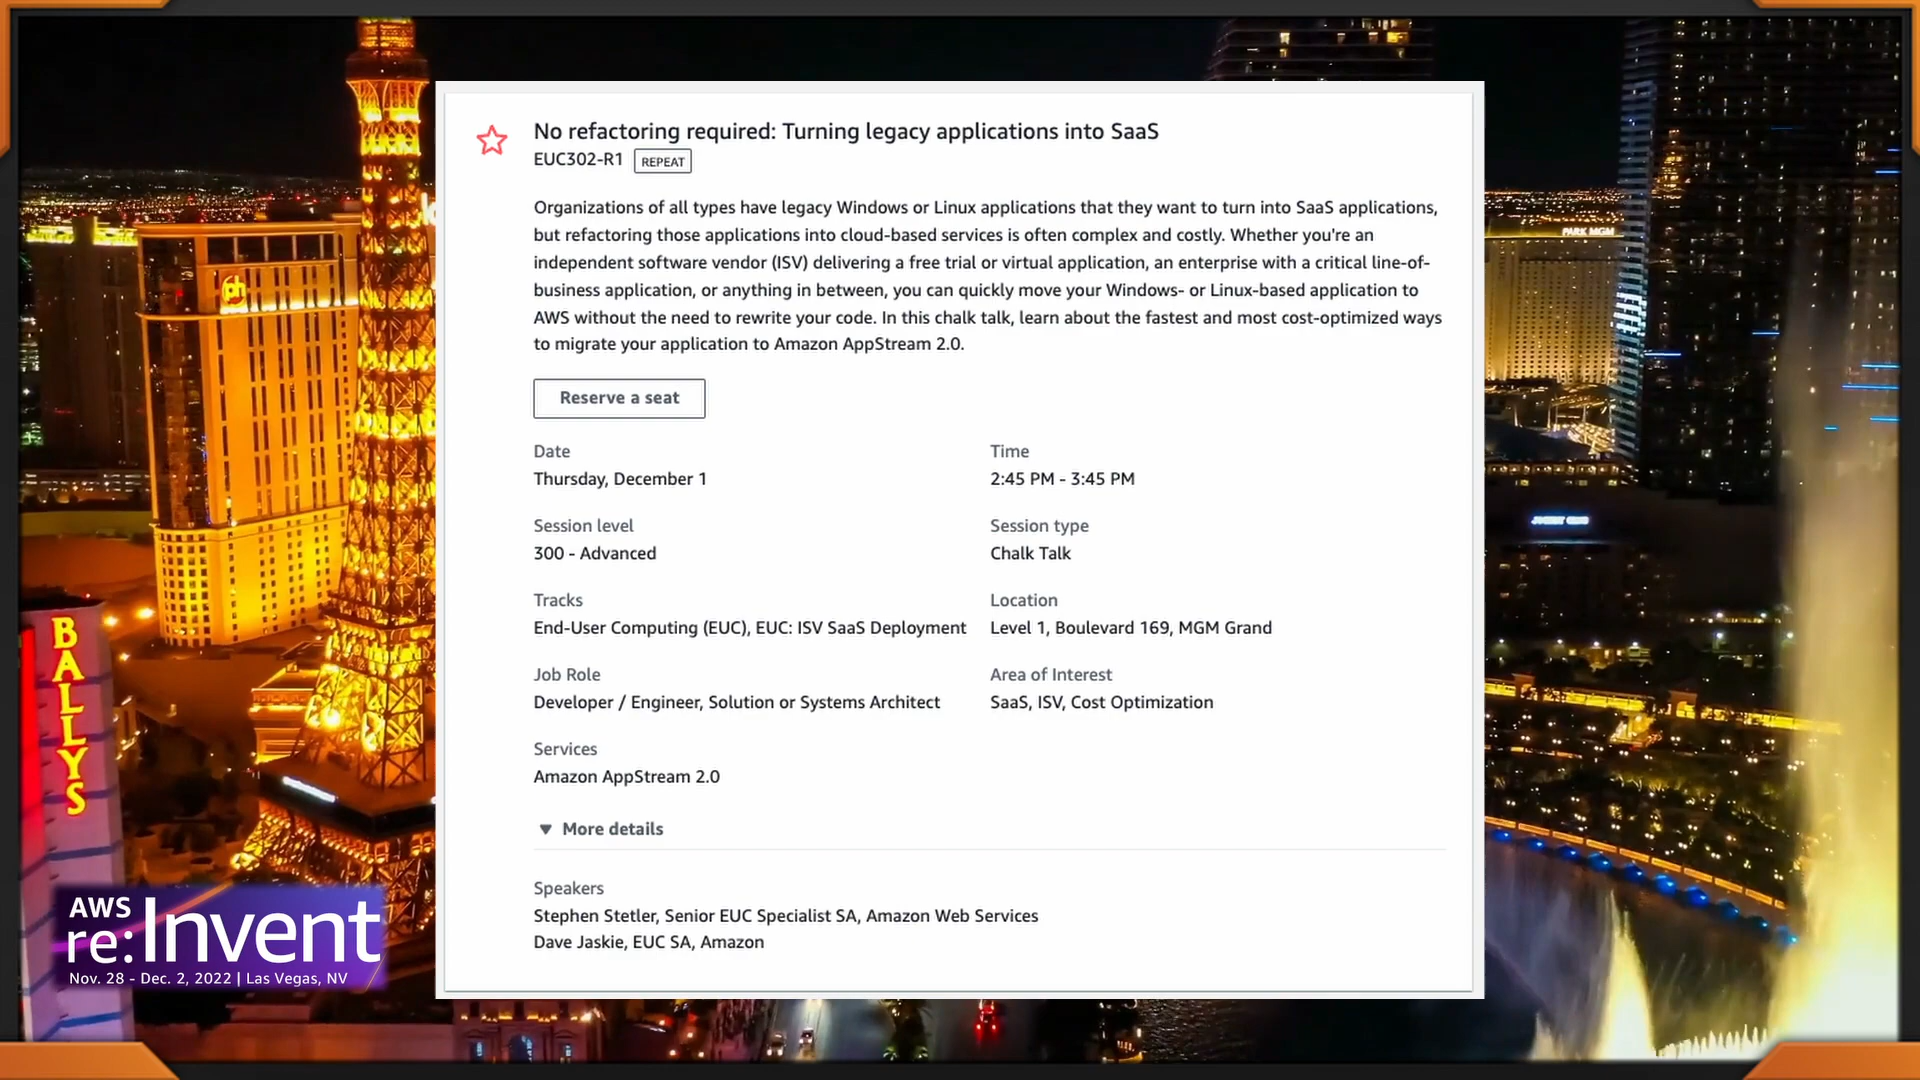 No refactoring required: Turning legacy applications into SaaS
EUC302-R1 REPEAT
Organizations of all types have legacy Windows or Linux applications that they want to turn into SaaS applications,
but refactoring those applications into cloud-based services is often complex and costly. Whether you're an
independent software vendor (ISV) delivering a free trial or virtual application, an enterprise with a critical line-of-
business application, or anything in between, you can quickly move your Windows- or Linux-based application to
AWS without the need to rewrite your code. In this chalk talk, learn about the fastest and most cost-optimized ways
to migrate your application to Amazon AppStream 2.0.
Reserve a seat
Date
Thursday, December 1
Time
2:45 PM - 3:45 PM
Session level
300 - Advanced
Session type
Chalk Talk
Tracks
End-User Computing (EUC), EUC: ISV SaaS Deployment
Location
Level 1, Boulevard 169, MGM Grand
Job Role
Developer / Engineer, Solution or Systems Architect
Area of Interest
SaaS, ISV, Cost Optimization
Services
Amazon AppStream 2.0
More details
Speakers
Stephen Stetler, Senior EUC Specialist SA, Amazon Web Services
Dave Jaskie, EUC SA, Amazon
ph
BALLYS
PARK MGM
AWS
re:Invent
Nov. 28 - Dec. 2, 2022 | Las Vegas, NV